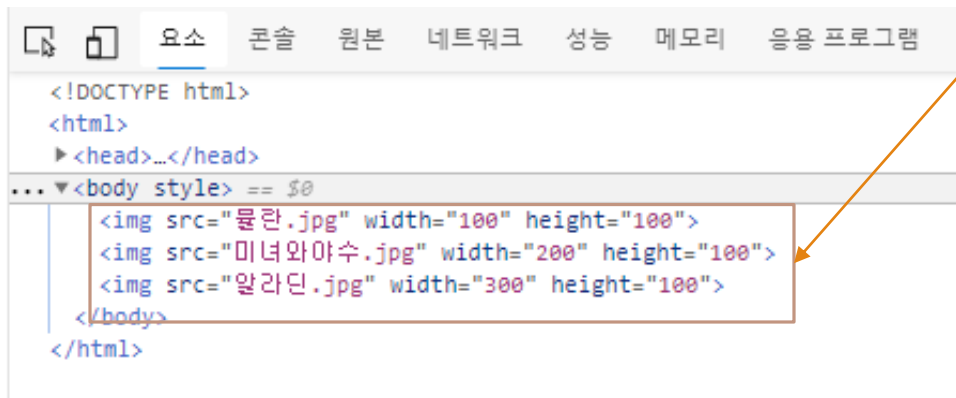 요소 콘솔 원본 네트워크 성능 메모리 응용 프로그램
<!DOCTYPE html>
<html>
▶<head>…</head>
... ▼<body style> == $0
<img src="뮬란.jpg" width="100" height="100">
<img src="미녀와야수.jpg" width="200" height="100">
<img src="알라딘.jpg" width="300" height="100">
</body>
</html>